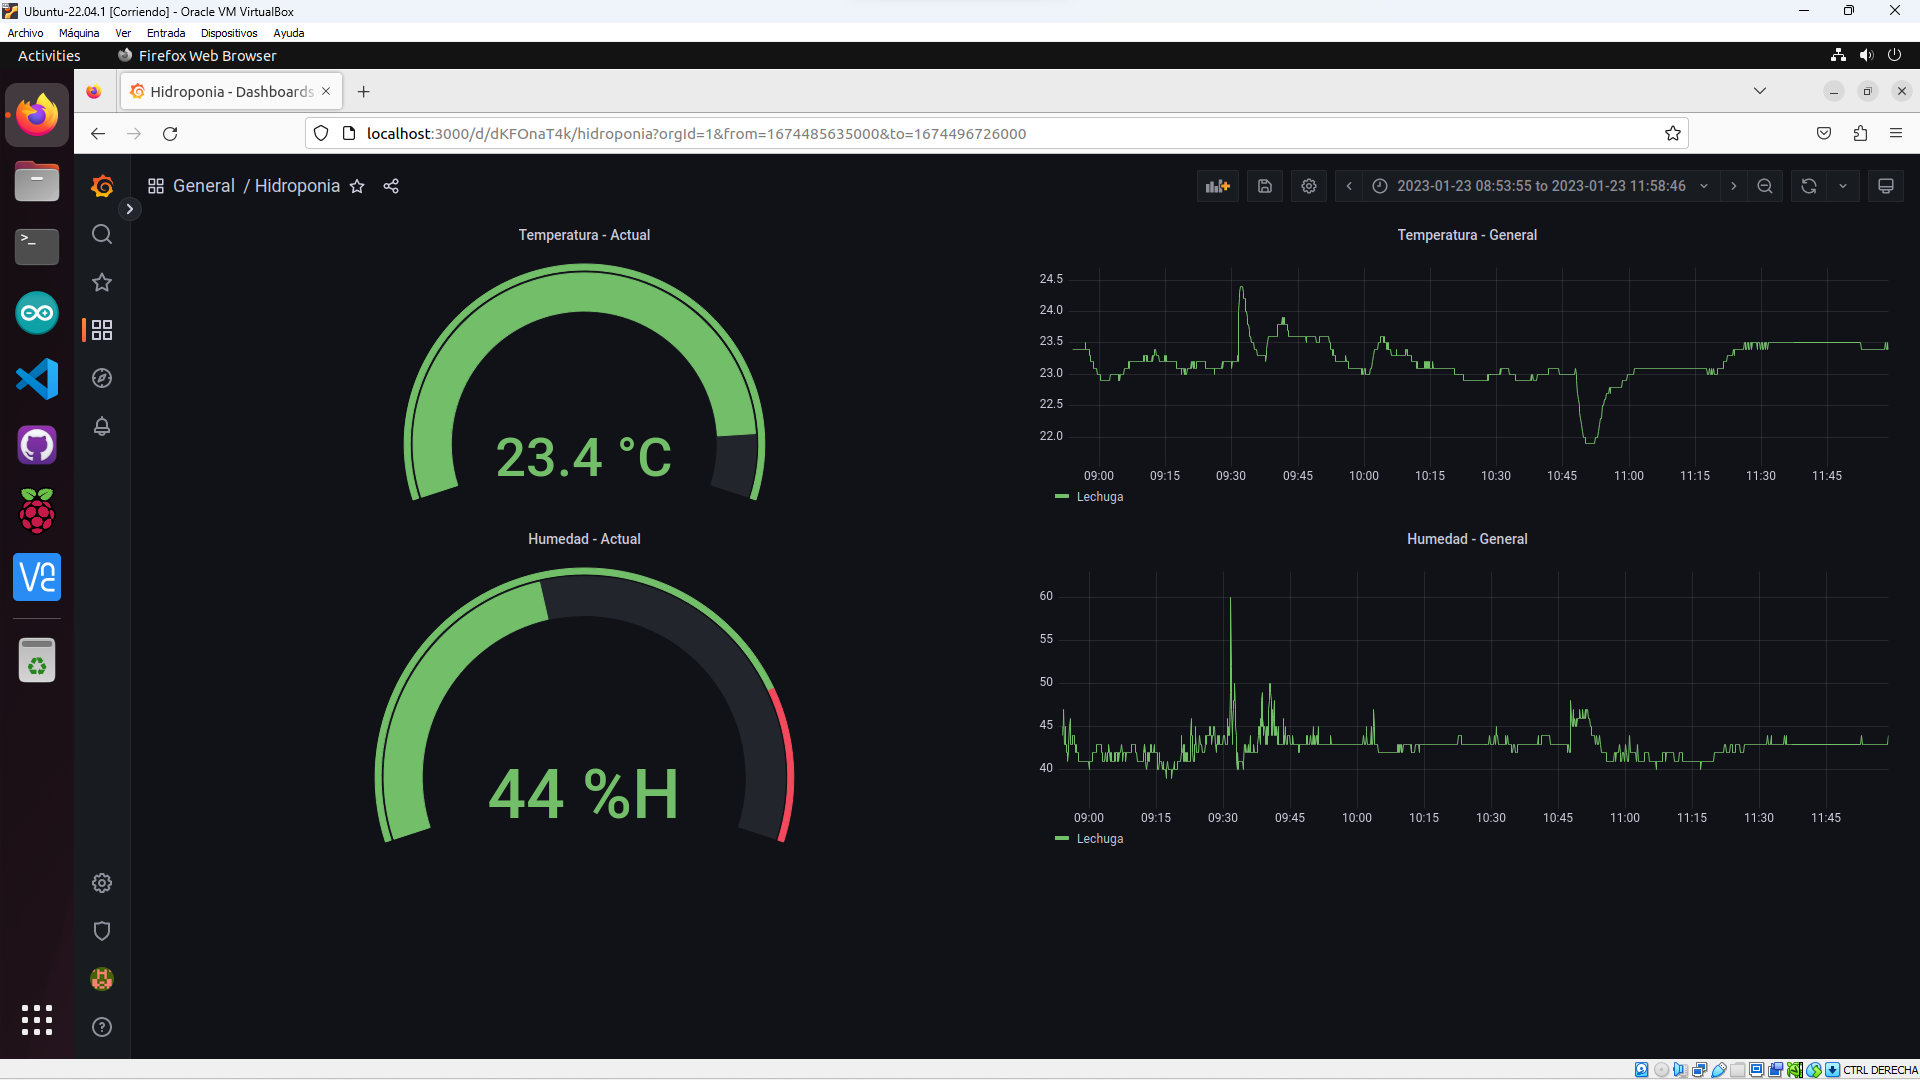 Ubuntu-22.04.1 [Corriendo] - Oracle VM VirtualBox
Archivo Máquina Ver Entrada Dispositivos Ayuda
Activities Firefox Web Browser
Hidroponia - Dashboards
localhost:3000/d/dKFOnaT4k/hidroponia?orgId=1&from=1674485635000&to=1674496726000
General / Hidroponia
2023-01-23 08:53:55 to 2023-01-23 11:58:46
Temperatura - Actual
23.4 °C
Temperatura - General
24.5
24.0
23.5
23.0
22.5
22.0
09:00 09:15 09:30 09:45 10:00 10:15 10:30 10:45 11:00 11:15 11:30 11:45
Lechuga
Humedad - Actual
44 %H
Humedad - General
60
55
50
45
40
09:00 09:15 09:30 09:45 10:00 10:15 10:30 10:45 11:00 11:15 11:30 11:45
Lechuga
CTRL DERECHA